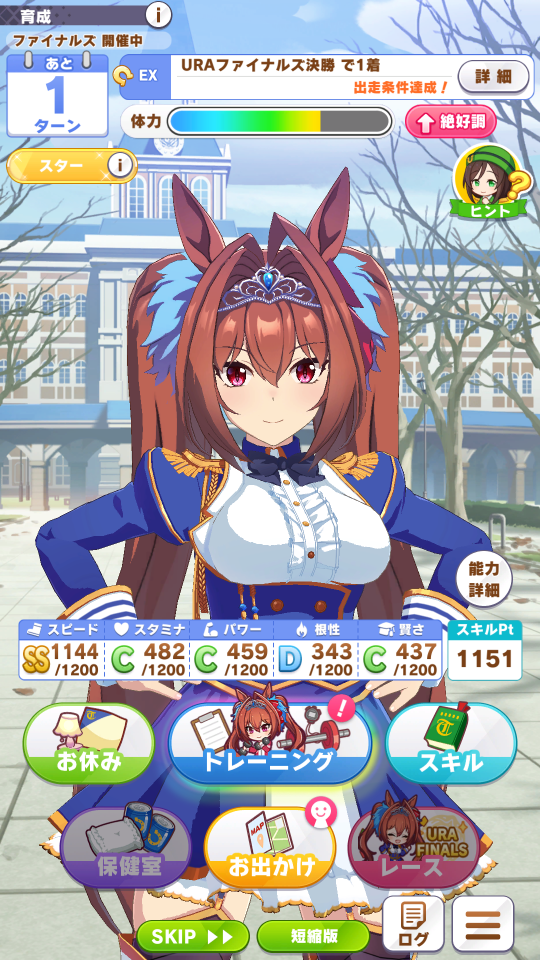 育成
i
ファイナルズ 開催中
あと
1
ターン
EX
URAファイナルズ決勝 で1着
出走条件達成!
詳細
体力
絶好調
スター
i
?
ヒント
能力
詳細
スピード
スタミナ
パワー
根性
賢さ
スキルPt
SS 1144 /1200
C 482 /1200
C 459 /1200
D 343 /1200
C 437 /1200
1151
お休み
!
トレーニング
スキル
保健室
MAP
お出かけ
URA
FINALS
レース
SKIP
短縮版
ログ